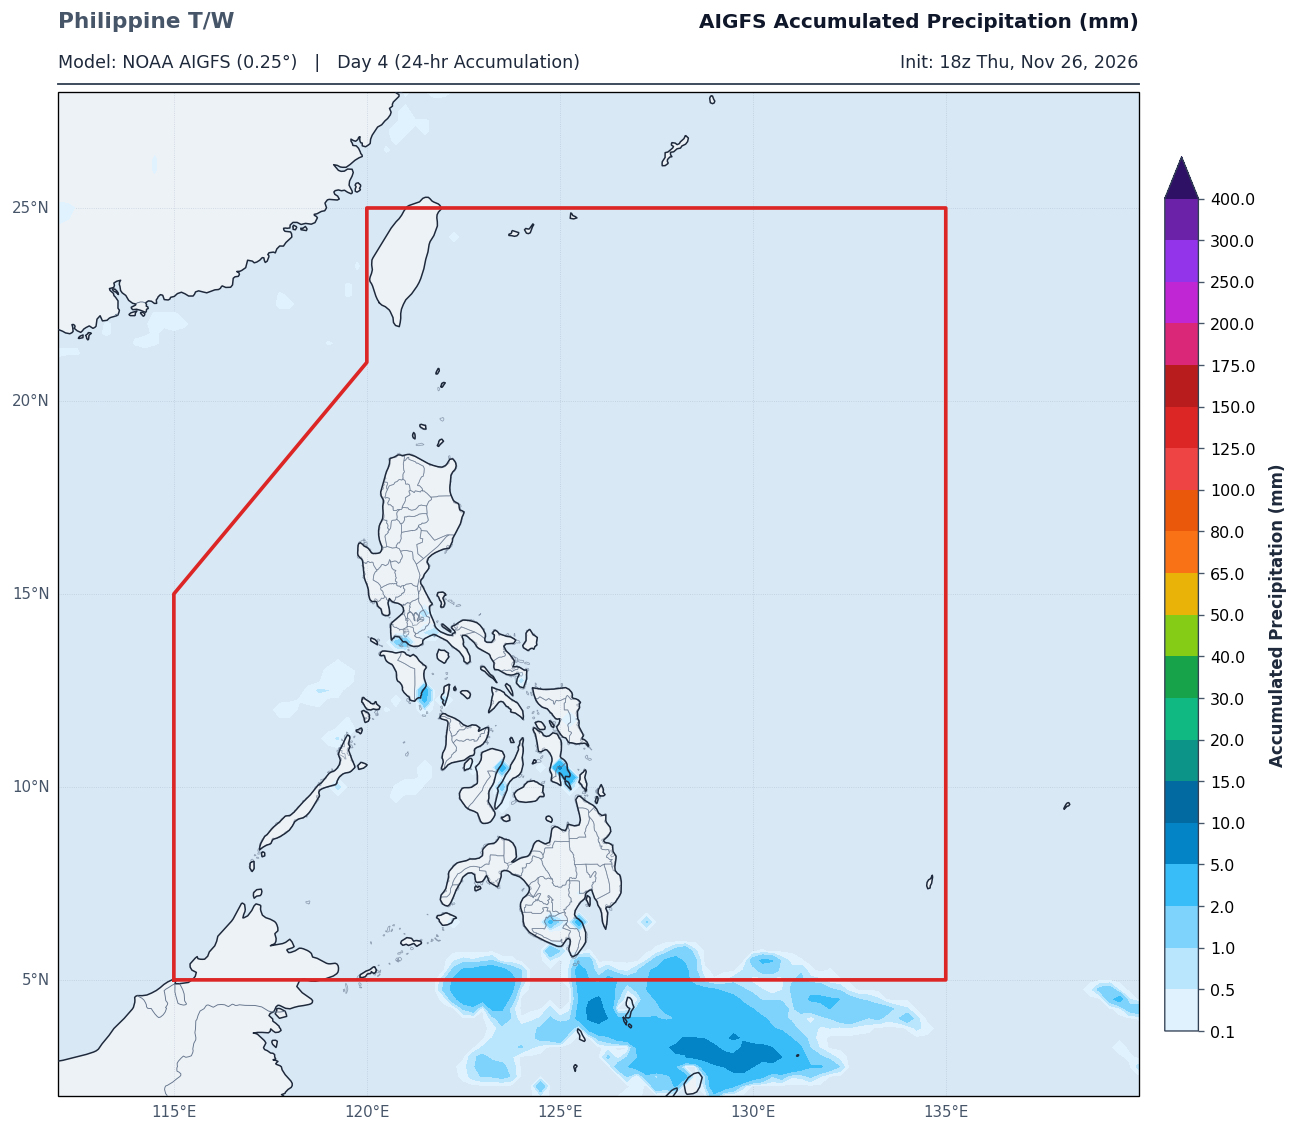 Philippine T/W
AIGFS Accumulated Precipitation (mm)
Model: NOAA AIGFS (0.25°) | Day 4 (24-hr Accumulation)
Init: 18z Thu, Nov 26, 2026
25°N
20°N
15°N
10°N
5°N
115°E
120°E
125°E
130°E
135°E
400.0
300.0
250.0
200.0
175.0
150.0
125.0
100.0
80.0
65.0
50.0
40.0
30.0
20.0
15.0
10.0
5.0
2.0
1.0
0.5
0.1
Accumulated Precipitation (mm)